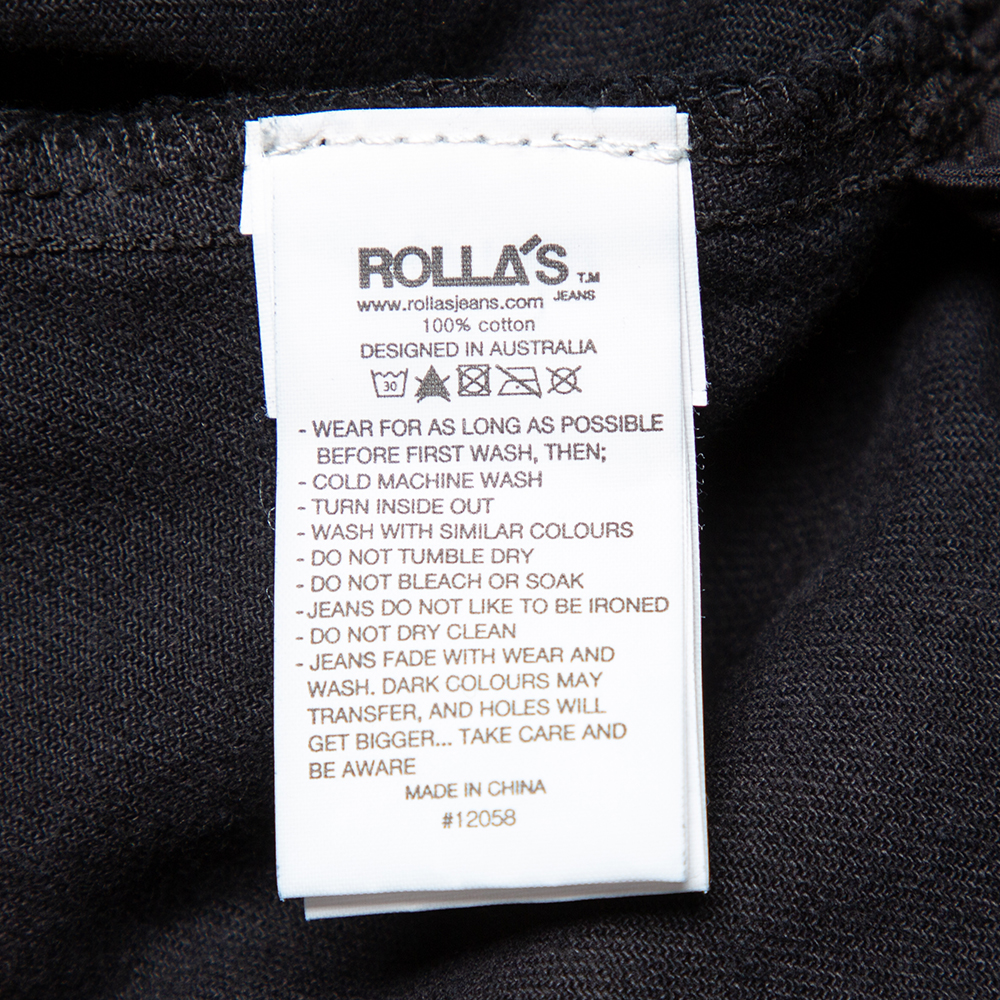 ROLLA'S T.M
www.rollasjeans.com JEANS
100% cotton
DESIGNED IN AUSTRALIA
30
- WEAR FOR AS LONG AS POSSIBLE
BEFORE FIRST WASH, THEN;
- COLD MACHINE WASH
- TURN INSIDE OUT
- WASH WITH SIMILAR COLOURS
- DO NOT TUMBLE DRY
- DO NOT BLEACH OR SOAK
- JEANS DO NOT LIKE TO BE IRONED
- DO NOT DRY CLEAN
- JEANS FADE WITH WEAR AND
WASH. DARK COLOURS MAY
TRANSFER, AND HOLES WILL
GET BIGGER... TAKE CARE AND
BE AWARE
MADE IN CHINA
#12058